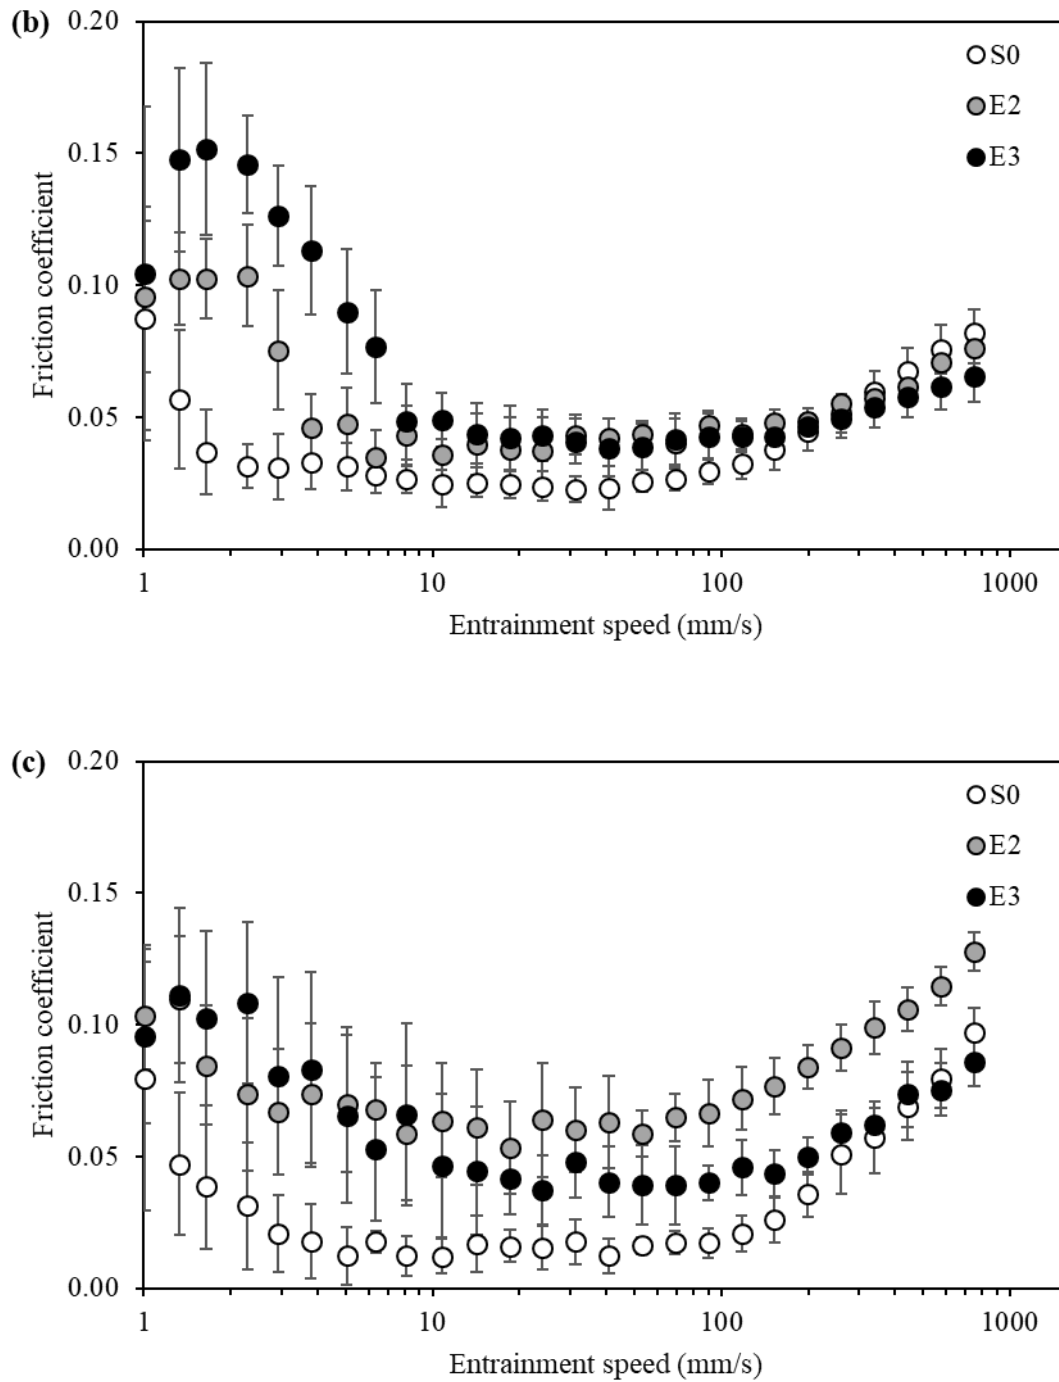 (b)
0.20
0.15
0.10
0.05
0.00
Friction coefficient
S0
E2
E3
1
10
100
1000
Entrainment speed (mm/s)
(c)
0.20
0.15
0.10
0.05
0.00
Friction coefficient
S0
E2
E3
1
10
100
1000
Entrainment speed (mm/s)